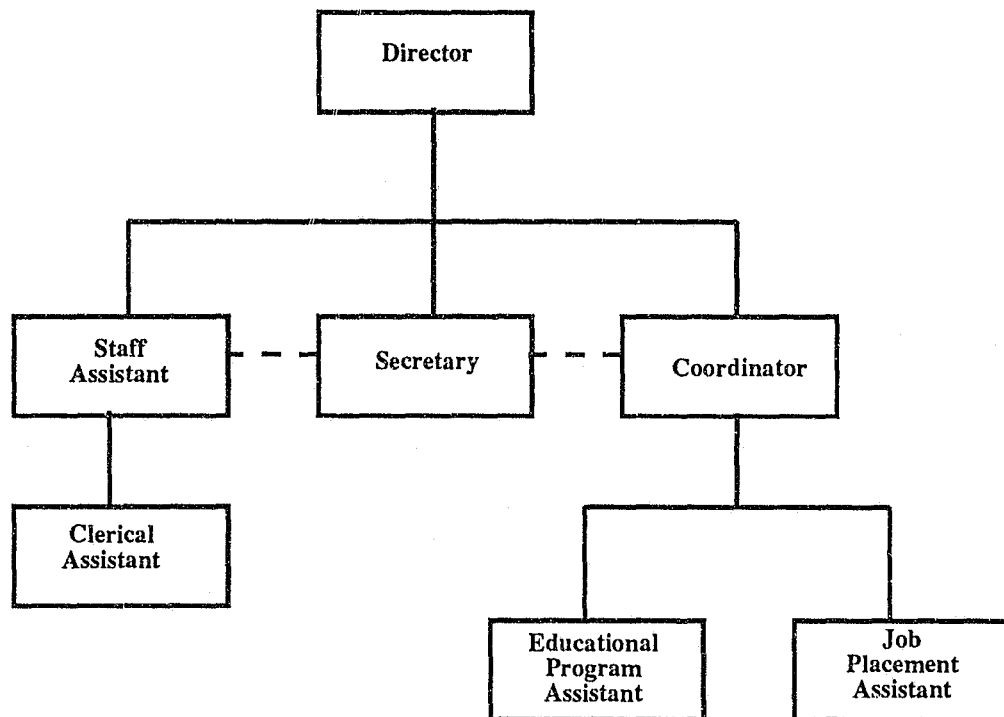 Director
Staff
Assistant
Secretary
Coordinator
Clerical
Assistant
Educational
Program
Assistant
Job
Placement
Assistant